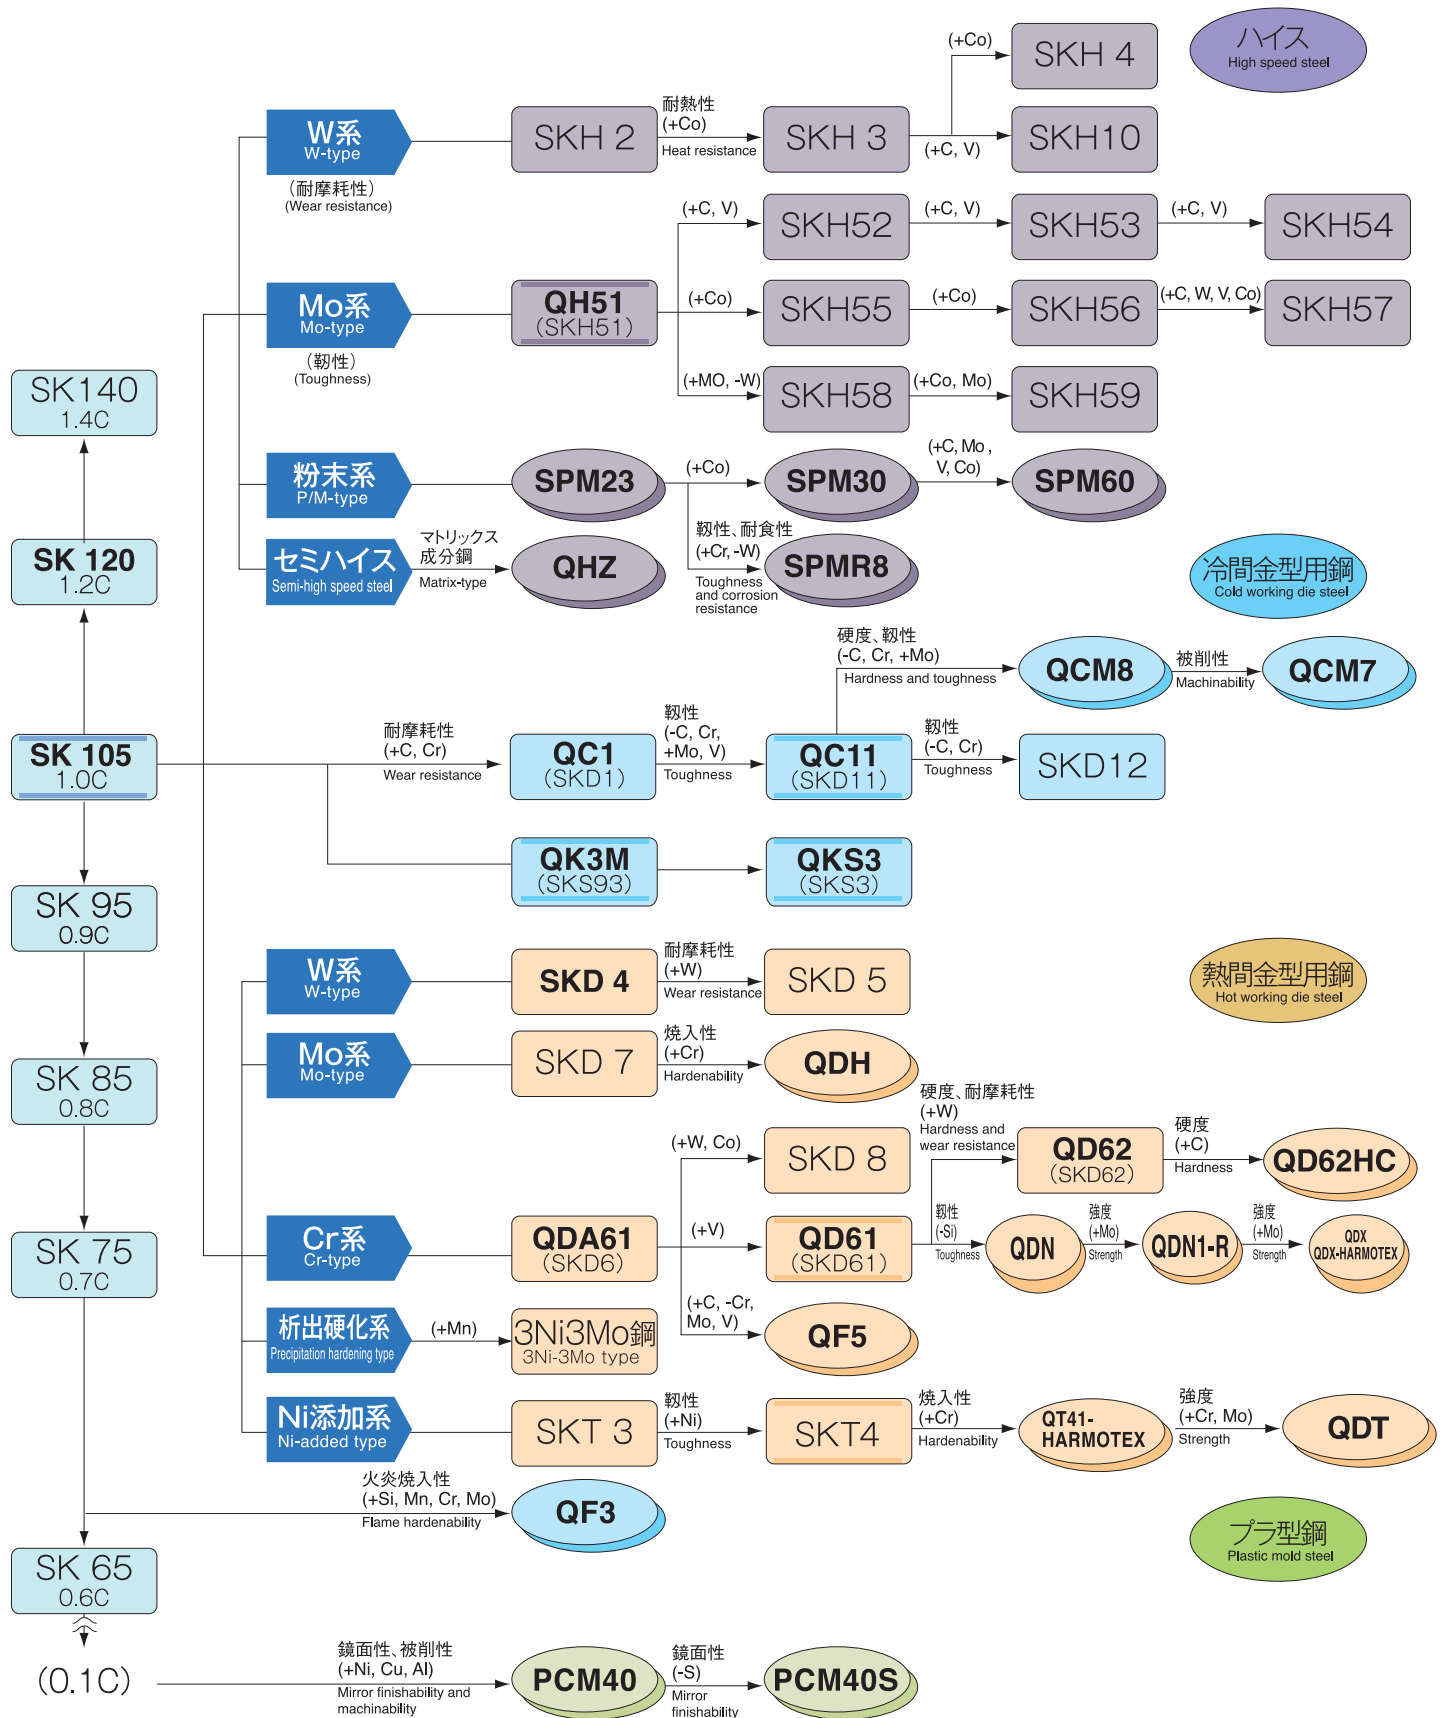 ハイス
High speed steel
(+Co)
SKH 4
W系
W-type
(耐摩耗性)
(Wear resistance)
SKH 2
耐熱性
(+Co)
Heat resistance
SKH 3
(+C, V)
SKH10
(+C, V)
SKH52
(+C, V)
SKH53
(+C, V)
SKH54
Mo系
Mo-type
(靭性)
(Toughness)
QH51
(SKH51)
(+Co)
SKH55
(+Co)
SKH56
(+C, W, V, Co)
SKH57
(+MO, -W)
SKH58
(+Co, Mo)
SKH59
SK140
1.4C
粉末系
P/M-type
SPM23
(+Co)
SPM30
(+C, Mo,
V, Co)
SPM60
セミハイス
Semi-high speed steel
マトリックス
成分鋼
Matrix-type
QHZ
靭性、耐食性
(+Cr, -W)
Toughness
and corrosion
resistance
SPMR8
SK 120
1.2C
冷間金型用鋼
Cold working die steel
硬度、靭性
(-C, Cr, +Mo)
Hardness and toughness
QCM8
被削性
Machinability
QCM7
SK 105
1.0C
耐摩耗性
(+C, Cr)
Wear resistance
QC1
(SKD1)
靭性
(-C, Cr,
+Mo, V)
Toughness
QC11
(SKD11)
靭性
(-C, Cr)
Toughness
SKD12
QK3M
(SKS93)
QKS3
(SKS3)
SK 95
0.9C
熱間金型用鋼
Hot working die steel
W系
W-type
SKD 4
耐摩耗性
(+W)
Wear resistance
SKD 5
Mo系
Mo-type
SKD 7
焼入性
(+Cr)
Hardenability
QDH
SK 85
0.8C
(+W, Co)
SKD 8
硬度、耐摩耗性
(+W)
Hardness and
wear resistance
QD62
(SKD62)
硬度
(+C)
Hardness
QD62HC
SK 75
0.7C
Cr系
Cr-type
QDA61
(SKD6)
(+V)
QD61
(SKD61)
靭性
(-Si)
Toughness
QDN
強度
(+Mo)
Strength
QDN1-R
強度
(+Mo)
Strength
QDX
QDX-HARMOTEX
(+C, -Cr,
Mo, V)
QF5
析出硬化系
Precipitation hardening type
(+Mn)
3Ni3Mo鋼
3Ni-3Mo type
Ni添加系
Ni-added type
SKT 3
靭性
(+Ni)
Toughness
SKT4
焼入性
(+Cr)
Hardenability
QT41-
HARMOTEX
強度
(+Cr, Mo)
Strength
QDT
火炎焼入性
(+Si, Mn, Cr, Mo)
Flame hardenability
QF3
プラ型鋼
Plastic mold steel
SK 65
0.6C
(0.1C)
鏡面性、被削性
(+Ni, Cu, Al)
Mirror finishability and
machinability
PCM40
鏡面性
(-S)
Mirror
finishability
PCM40S